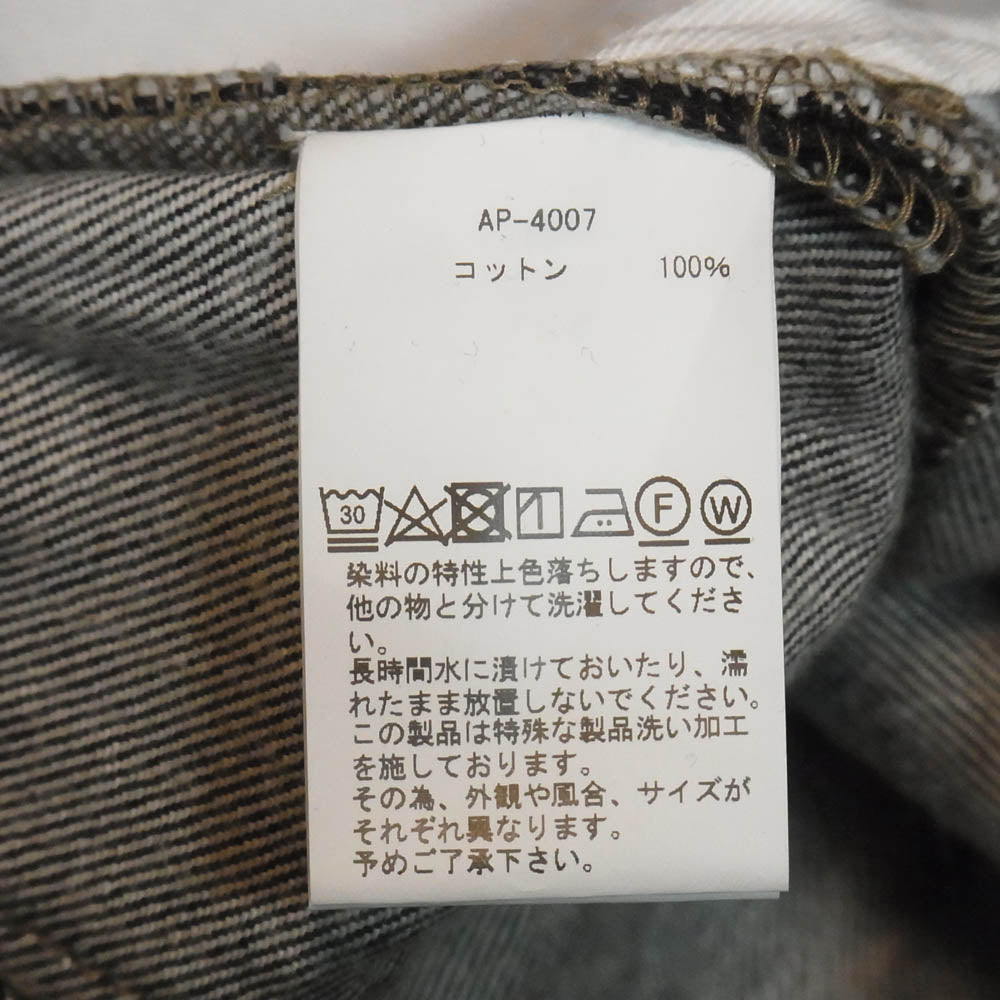 AP-4007
コットン 100%
30 F W
染料の特性上色落ちしますので、
他の物と分けて洗濯してくださ
い。
長時間水に漬けておいたり、濡
れたまま放置しないでください。
この製品は特殊な製品洗い加工
を施しております。
その為、外観や風合、サイズが
それぞれ異なります。
予めご了承下さい。